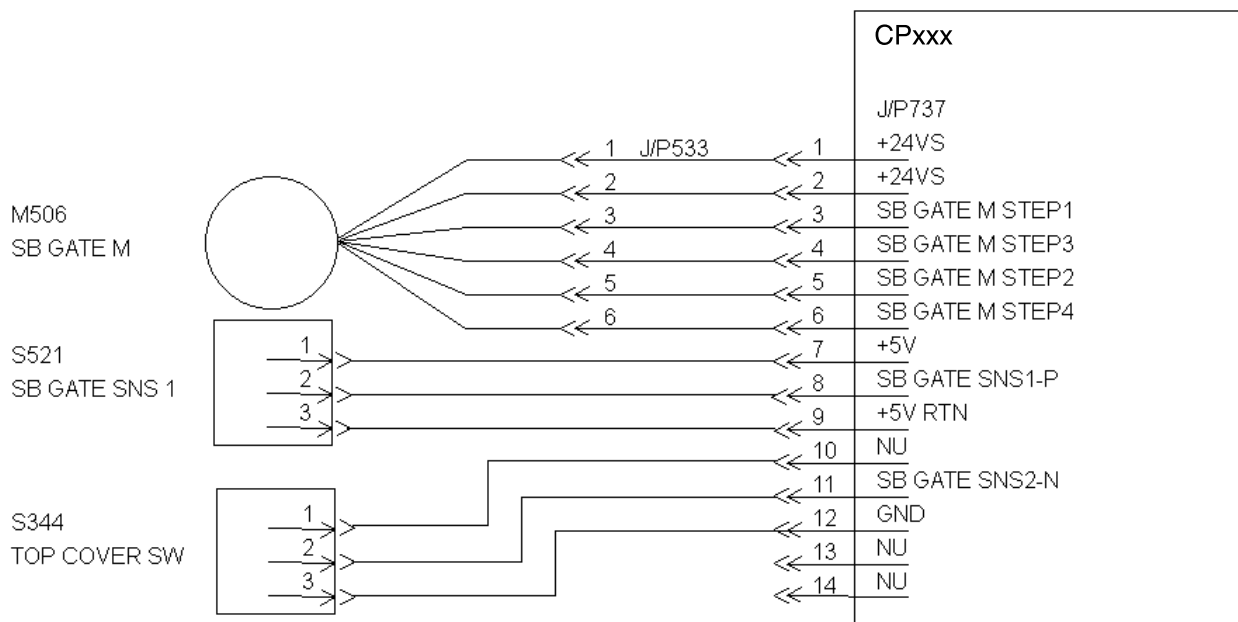 CPxxx
J/P737
1 J/P533 1 +24VS
2 2 +24VS
M506
SB GATE M
3 3 SB GATE M STEP1
4 4 SB GATE M STEP3
5 5 SB GATE M STEP2
6 6 SB GATE M STEP4
S521
SB GATE SNS 1
1 7 +5V
2 8 SB GATE SNS1-P
3 9 +5V RTN
10 NU
11 SB GATE SNS2-N
S344
TOP COVER SW
1 12 GND
2 13 NU
3 14 NU